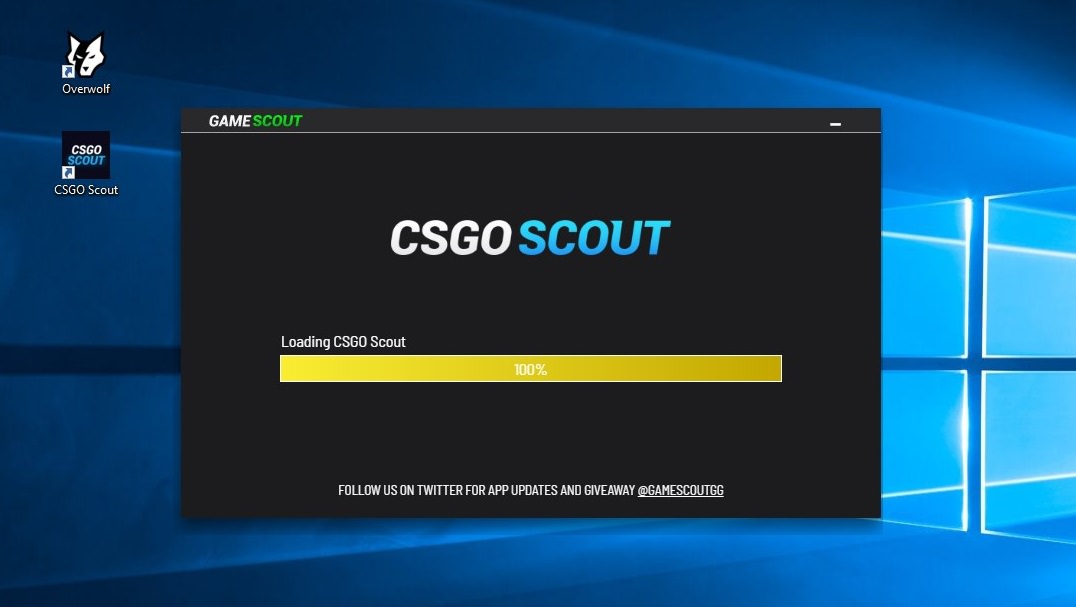 Overwolf
CSGO
SCOUT
CSGO Scout
GAMESCOUT
CSGO SCOUT
Loading CSGO Scout
100%
FOLLOW US ON TWITTER FOR APP UPDATES AND GIVEAWAY @GAMESCOUTGG